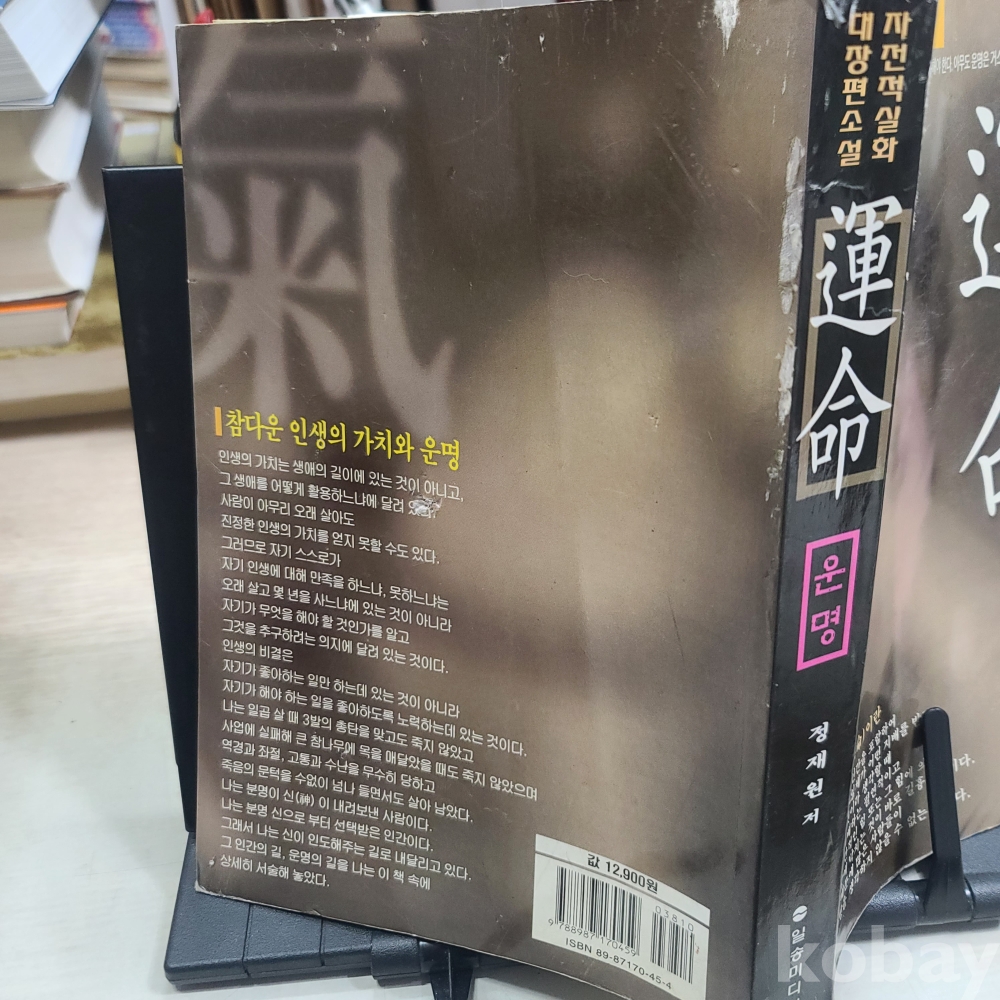 氣
참다운 인생의 가치와 운명
인생의 가치는 생애의 길이에 있는 것이 아니고,
그 생애를 어떻게 활용하느냐에 달려
사람이 아무리 오래 살아도
진정한 인생의 가치를 얻지 못할 수도 있다.
그러므로 자기 스스로가
자기 인생에 대해 만족을 하느냐, 못하느냐는
오래 살고 몇 년을 사느냐에 있는 것이 아니라
자기가 무엇을 해야 할 것인가를 알고
그것을 추구하려는 의지에 달려 있는 것이다.
인생의 비결은
자기가 좋아하는 일만 하는데 있는 것이 아니라
자기가 해야 하는 일을 좋아하도록 노력하는데 있는 것이다.
나는 일곱 살 때 3발의 총탄을 맞고도 죽지 않았고
사업에 실패해 큰 참나무에 목을 매달았을 때도 죽지 않았으며
역경과 좌절, 고통과 수난을 무수히 당하고
죽음의 문턱을 수없이 넘나 들면서도 살아 남았다.
나는 분명이 신(神)이 내려보낸 사람이다.
나는 분명 신으로 부터 선택받은 인간이다.
그래서 나는 신이 인도해주는 길로 내달리고 있다.
그 인간의 길, 운명의 길을 나는 이 책 속에
상세히 서술해 놓았다.
값 12,900원
03810
9 788987 170459
ISBN 89-87170-45-4
자전적실화
대장편소설
運命
운명
정재원 저
일송미디
運命
kobay